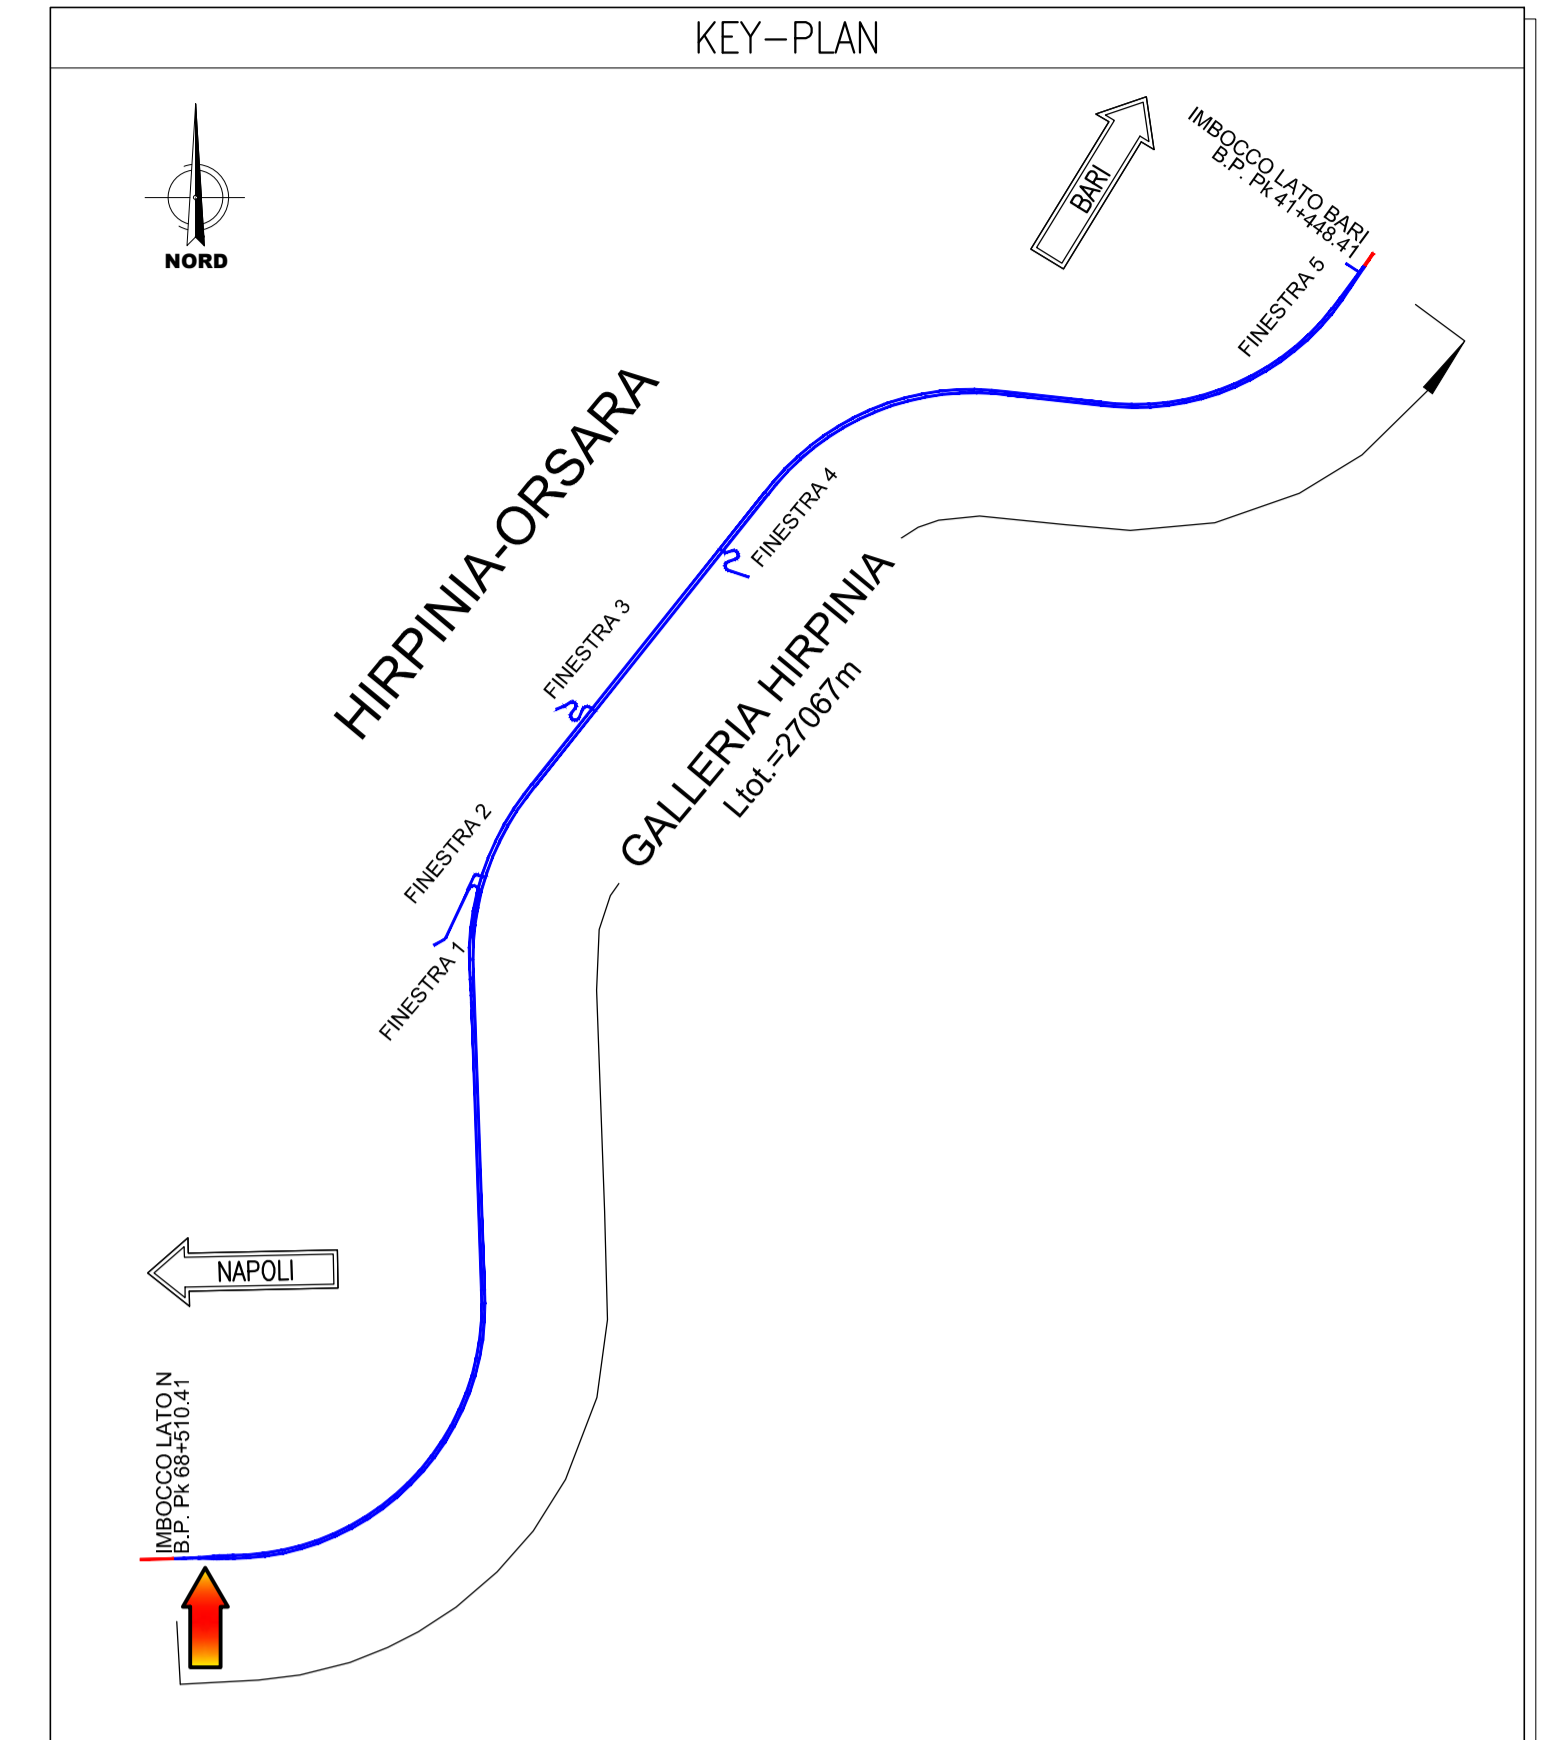 KEY-PLAN
NORD
BARI
IMBOCCO LATO BARI
B.P. Pk 41+448.41
FINESTRA 5
HIRPINIA-ORSARA
FINESTRA 4
FINESTRA 3
GALLERIA HIRPINIA
Ltot.=27067m
FINESTRA 2
FINESTRA 1
NAPOLI
IMBOCCO LATO N
B.P. Pk 68+510.41